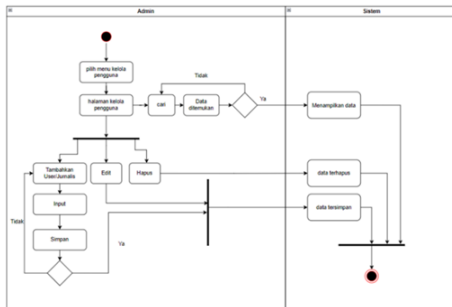 Admin
Sistem
pilih menu kelola
pengguna
Tidak
halaman kelola
pengguna
cari
Data
ditemukan
Ya
Menampilkan data
Tambahkan
User/Jurnalis
Edit
Hapus
data terhapus
Input
data tersimpan
Tidak
Simpan
Ya